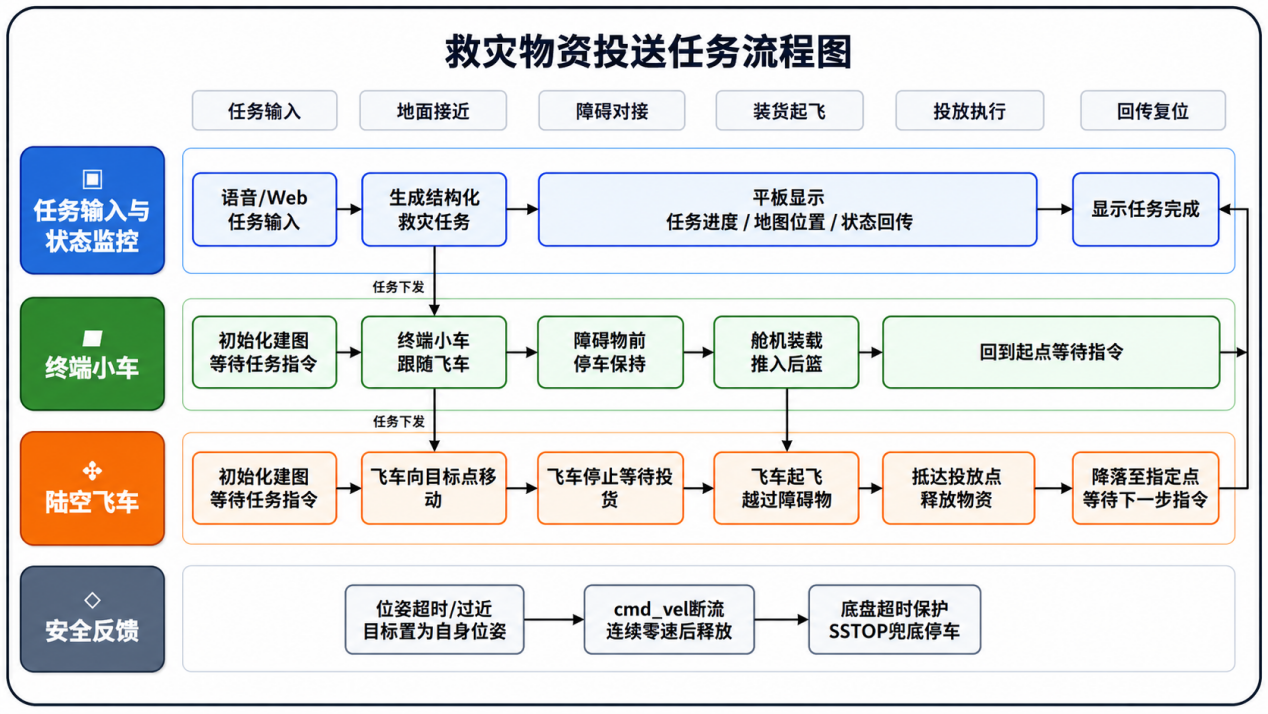 救灾物资投送任务流程图
任务输入
地面接近
障碍对接
装货起飞
投放执行
回传复位
任务输入与
状态监控
语音/Web
任务输入
生成结构化
救灾任务
平板显示
任务进度 / 地图位置 / 状态回传
显示任务完成
任务下发
终端小车
初始化建图
等待任务指令
终端小车
跟随飞车
障碍物前
停车保持
舱机装载
推入后篮
回到起点等待指令
任务下发
陆空飞车
初始化建图
等待任务指令
飞车向目标点移
动
飞车停止等待投
货
飞车起飞
越过障碍物
抵达投放点
释放物资
降落至指定点
等待下一步指令
安全反馈
位姿超时/过近
目标置为自身位姿
cmd_vel断流
连续零速后释放
底盘超时保护
SSTOP兜底停车